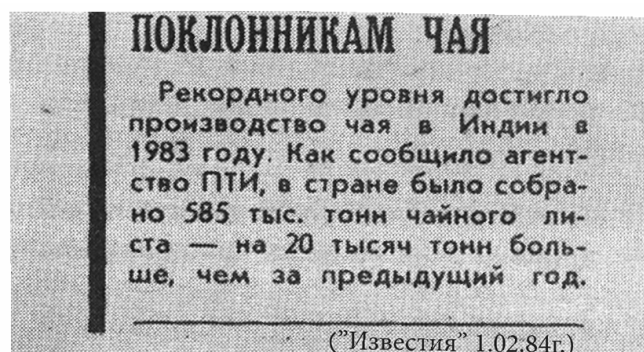 ПОКЛОННИКАМ ЧАЯ
Рекордного уровня достигло
производство чая в Индии в
1983 году. Как сообщило агент-
ство ПТИ, в стране было собра-
но 585 тыс. тонн чайного ли-
ста — на 20 тысяч тонн боль-
ше, чем за предыдущий год.
("Известия" 1.02.84г.)